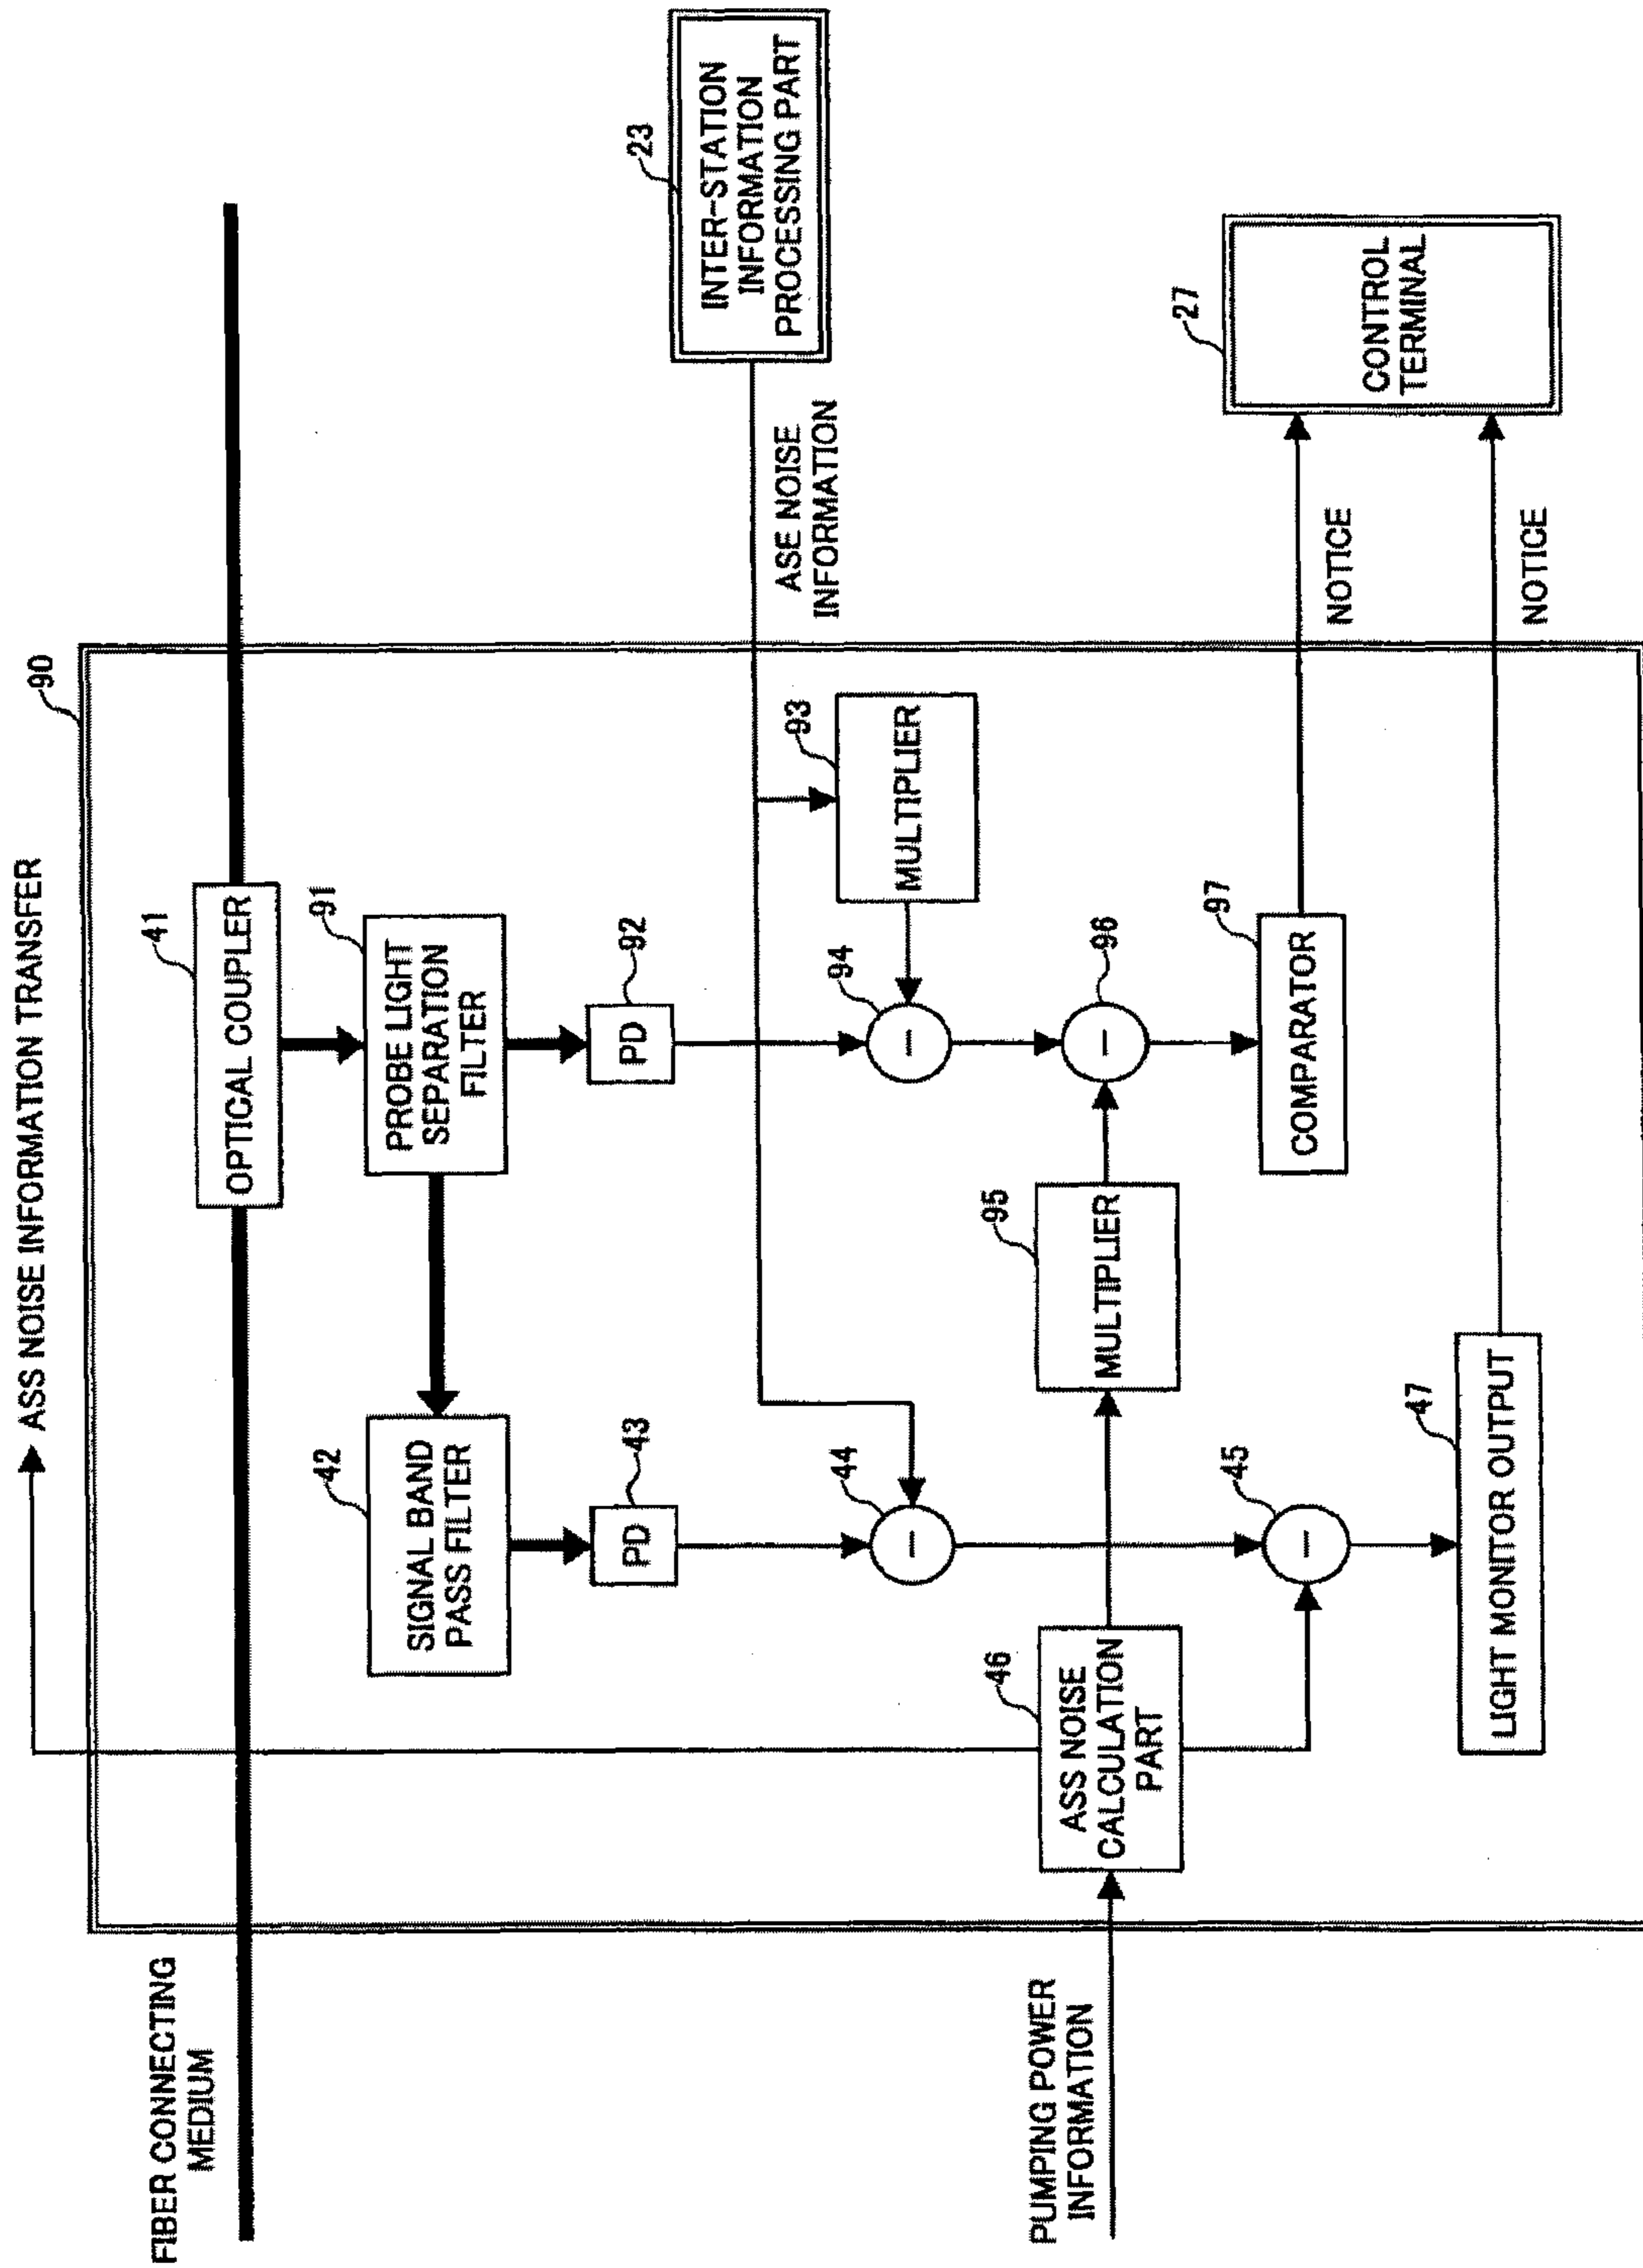 ASS NOISE INFORMATION TRANSFER
90
FIBER CONNECTING
MEDIUM
41
OPTICAL COUPLER
91
PROBE LIGHT
SEPARATION
FILTER
42
SIGNAL BAND
PASS FILTER
43
PD
92
PD
23
INTER-STATION
INFORMATION
PROCESSING PART
ASE NOISE
INFORMATION
93
MULTIPLIER
44
94
PUMPING POWER
INFORMATION
46
ASS NOISE
CALCULATION
PART
95
MULTIPLIER
96
45
97
COMPARATOR
NOTICE
27
CONTROL
TERMINAL
47
LIGHT MONITOR OUTPUT
NOTICE